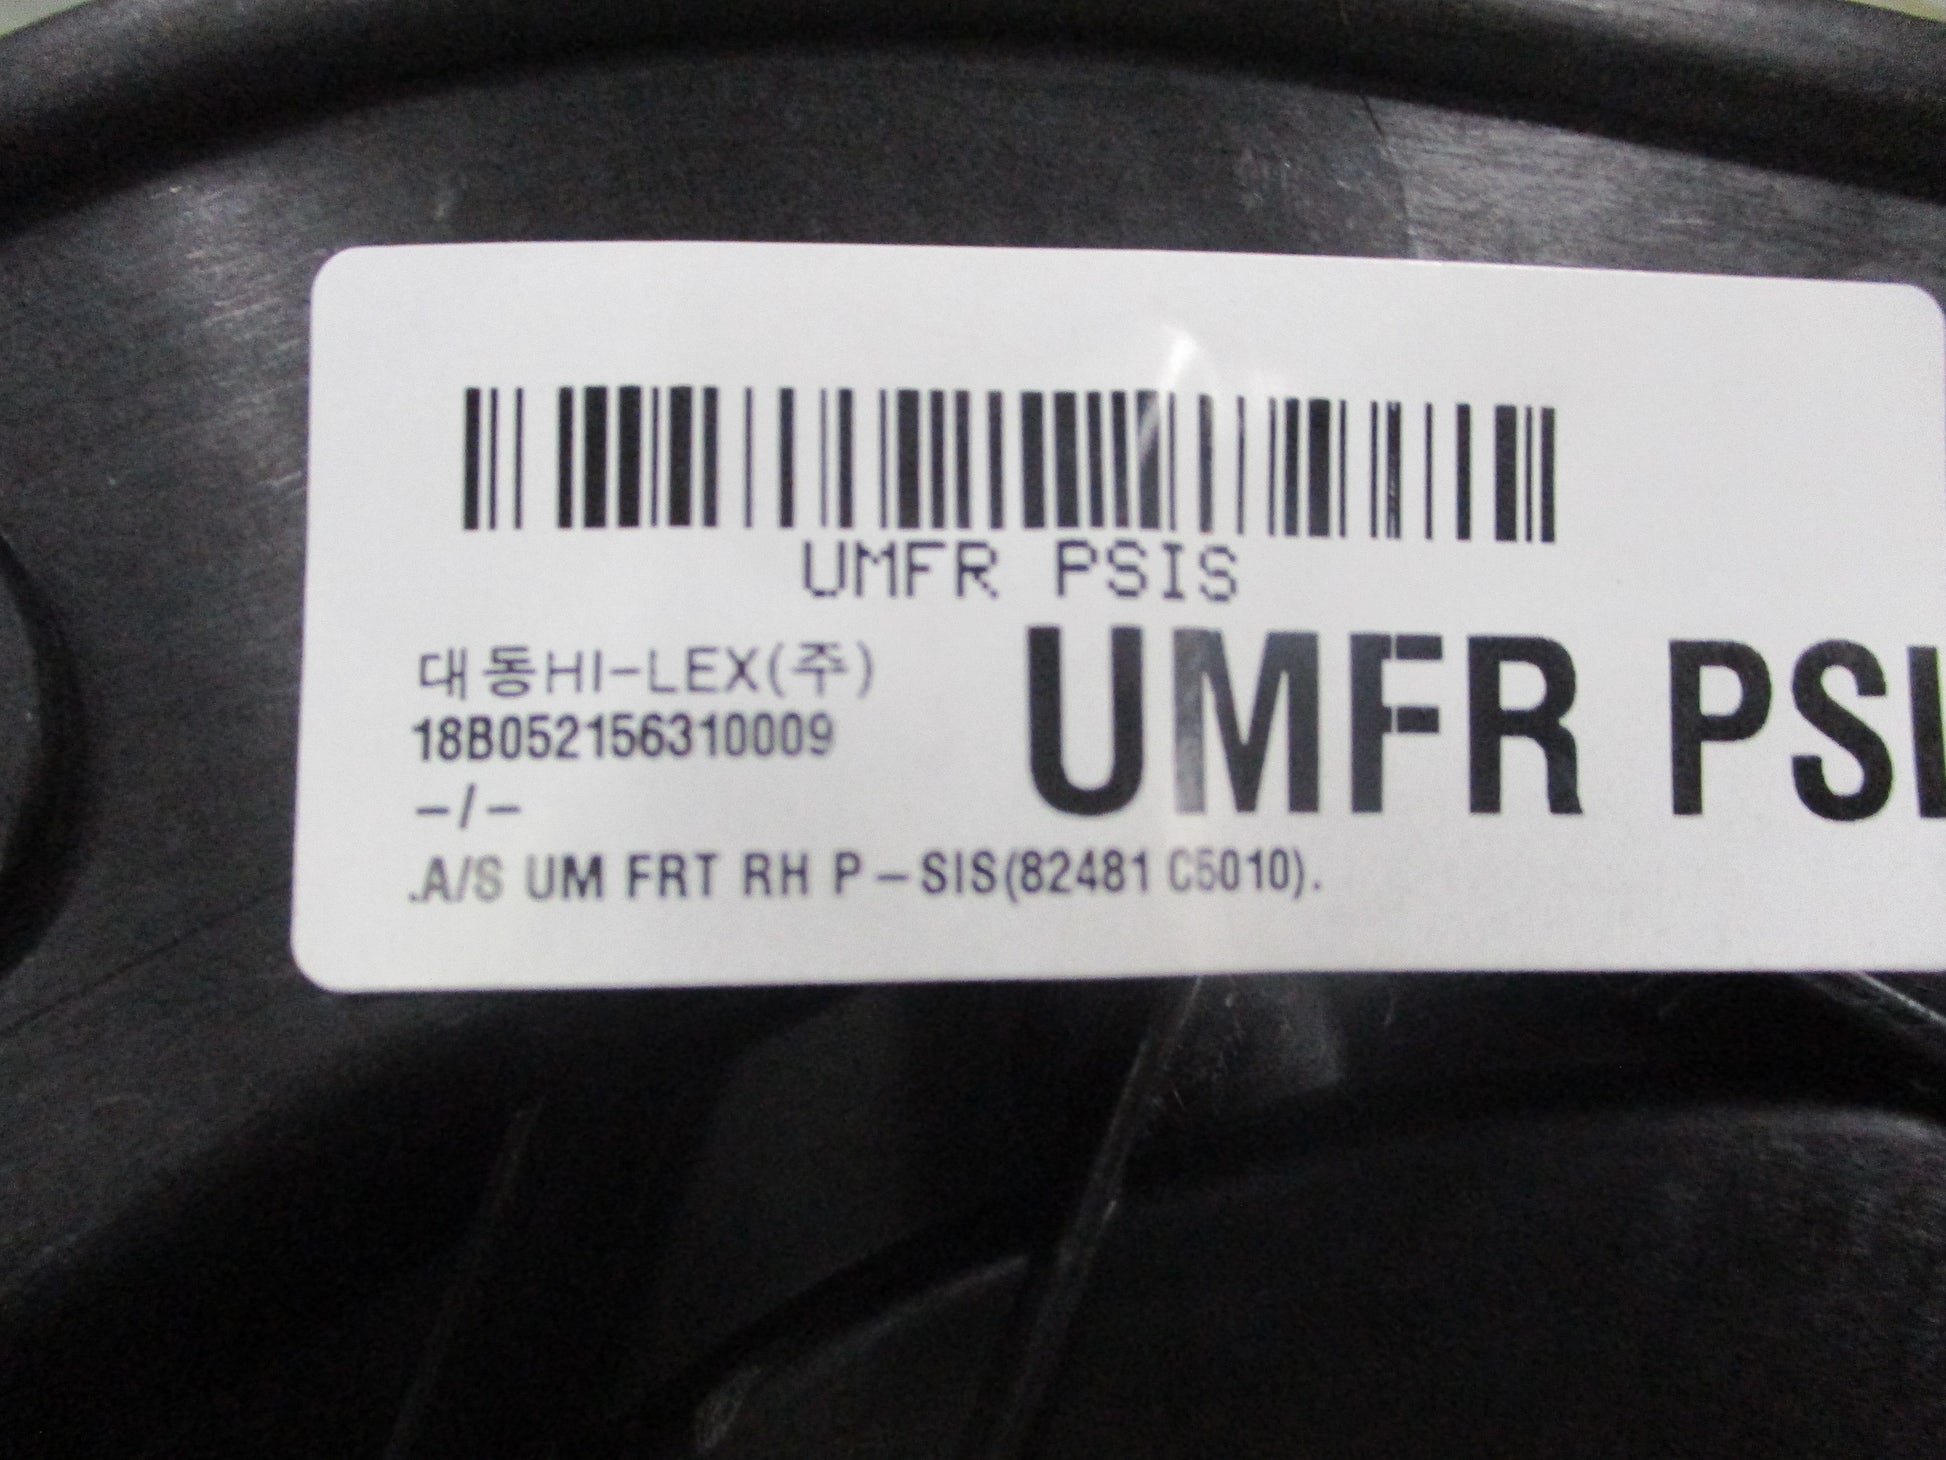 UMFR PSIS
대동HI-LEX(주)
18B052156310009
UMFR PSI
-/-
.A/S UM FRT RH P-SIS(82481 C5010).